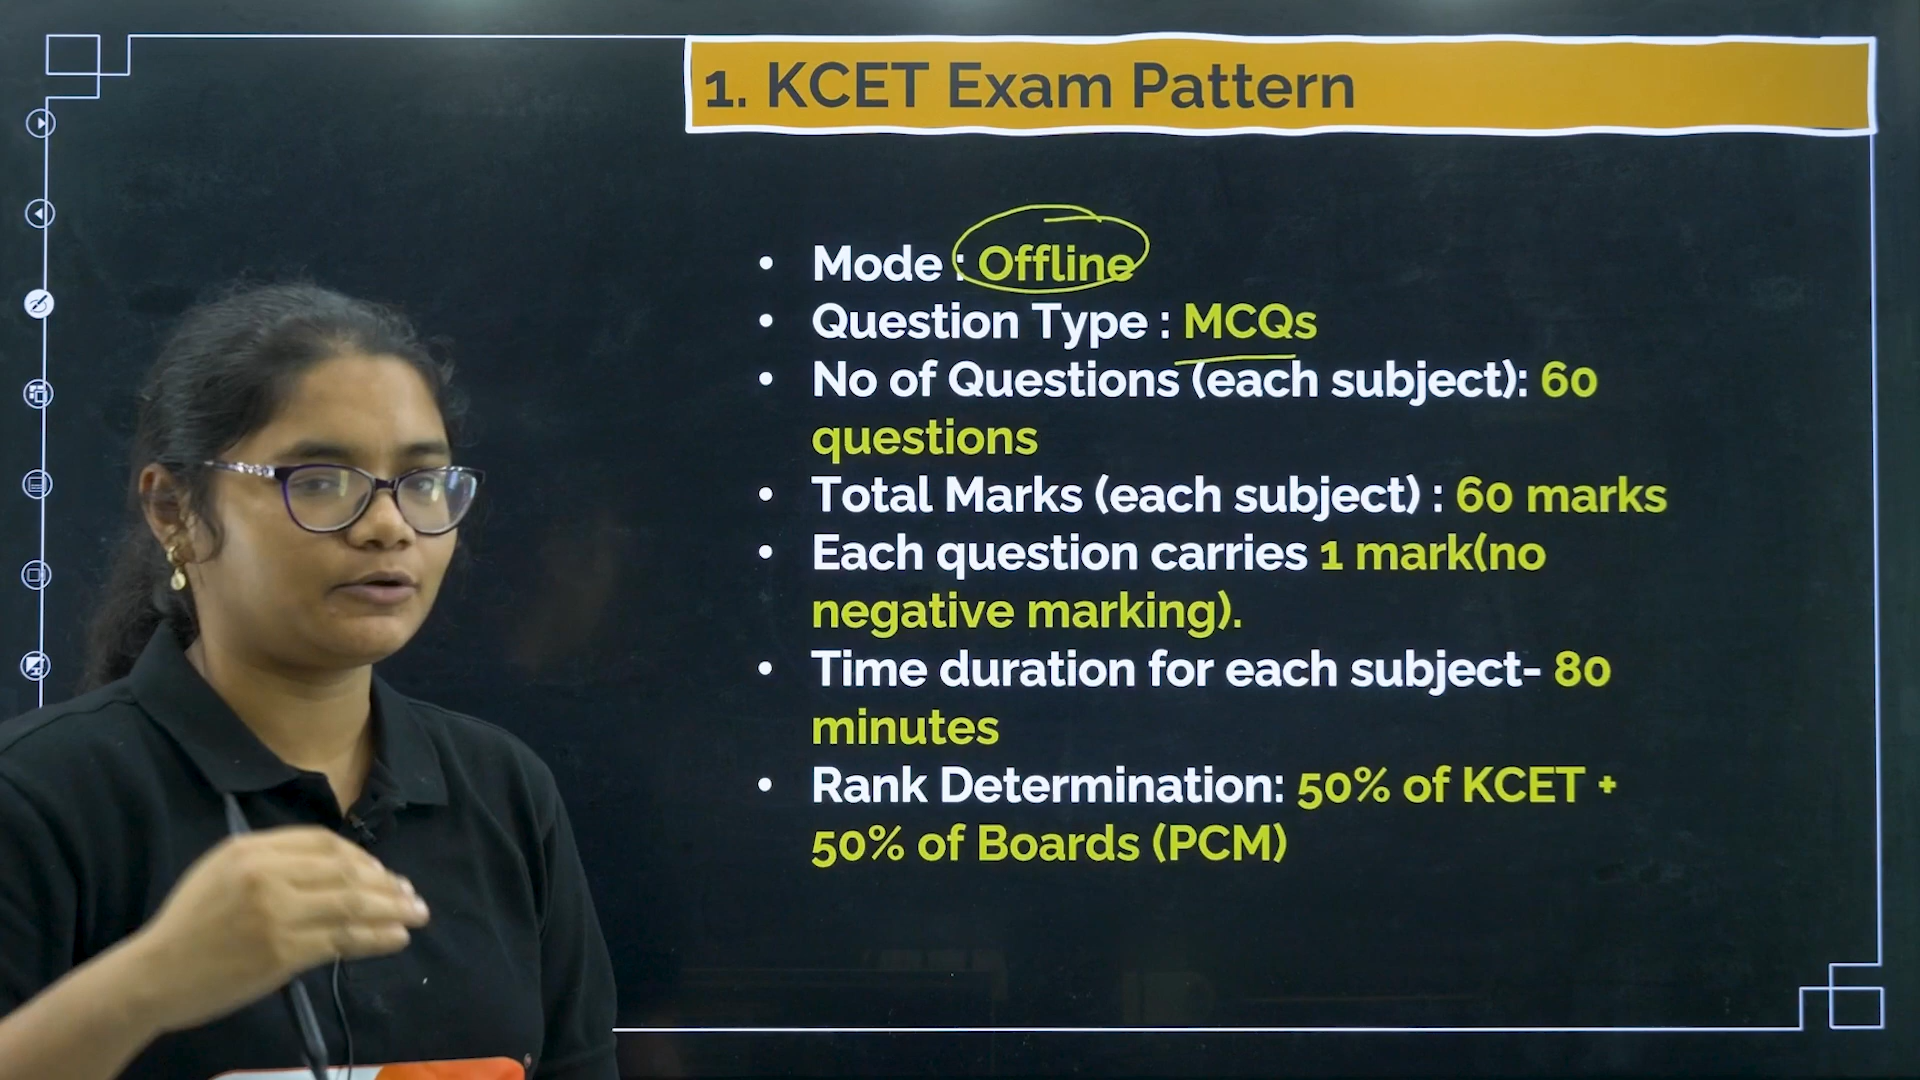 1. KCET Exam Pattern
• Mode : Offline
• Question Type : MCQs
• No of Questions (each subject): 60
questions
• Total Marks (each subject) : 60 marks
• Each question carries 1 mark(no
negative marking).
• Time duration for each subject- 80
minutes
• Rank Determination: 50% of KCET +
50% of Boards (PCM)